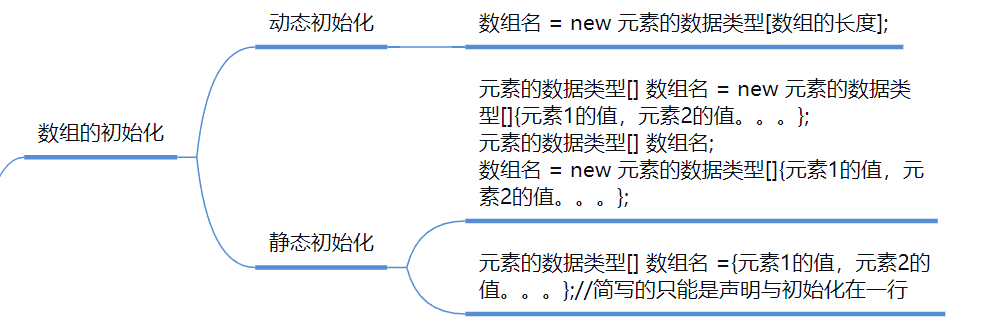 动态初始化
数组名 = new 元素的数据类型[数组的长度];
数组的初始化
元素的数据类型[] 数组名 = new 元素的数据类
型[]{元素1的值，元素2的值。。。};
元素的数据类型[] 数组名;
数组名 = new 元素的数据类型[]{元素1的值，元
素2的值。。。};
静态初始化
元素的数据类型[] 数组名 ={元素1的值，元素2的
值。。。};//简写的只能是声明与初始化在一行